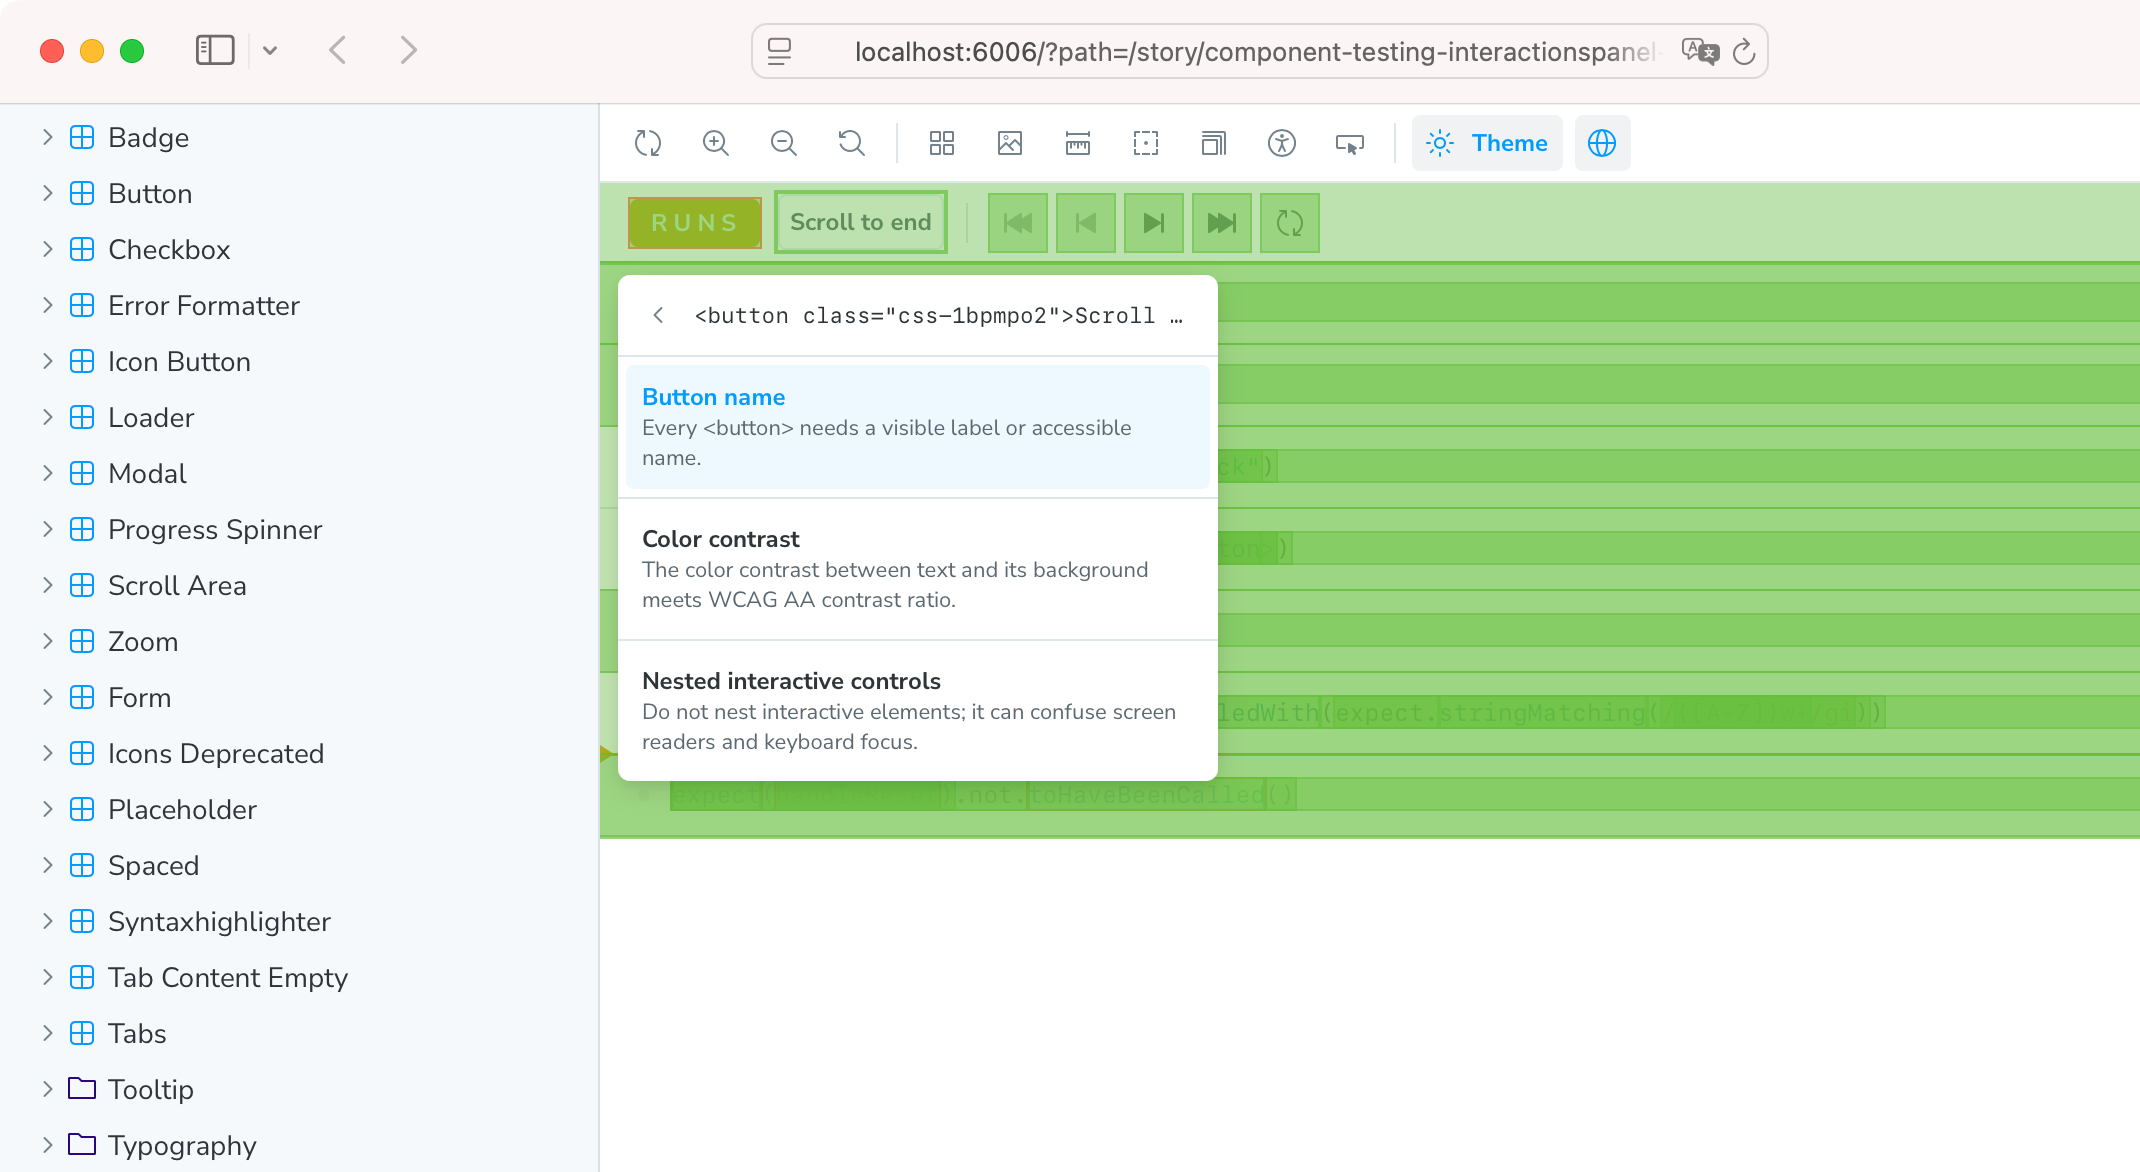 localhost:6006/?path=/story/component-testing-interactionspanel-
Badge
Button
Checkbox
Error Formatter
Icon Button
Loader
Modal
Progress Spinner
Scroll Area
Zoom
Form
Icons Deprecated
Placeholder
Spaced
Syntaxhighlighter
Tab Content Empty
Tabs
Tooltip
Typography
Theme
RUNS
Scroll to end
<button class="css-1bpmpo2">Scroll …
Button name
Every <button> needs a visible label or accessible
name.
Color contrast
The color contrast between text and its background
meets WCAG AA contrast ratio.
Nested interactive controls
Do not nest interactive elements; it can confuse screen
readers and keyboard focus.
ck")
ton>)
ledWith(expect.stringMatching(
expect( ).not.toHaveBeenCalled()